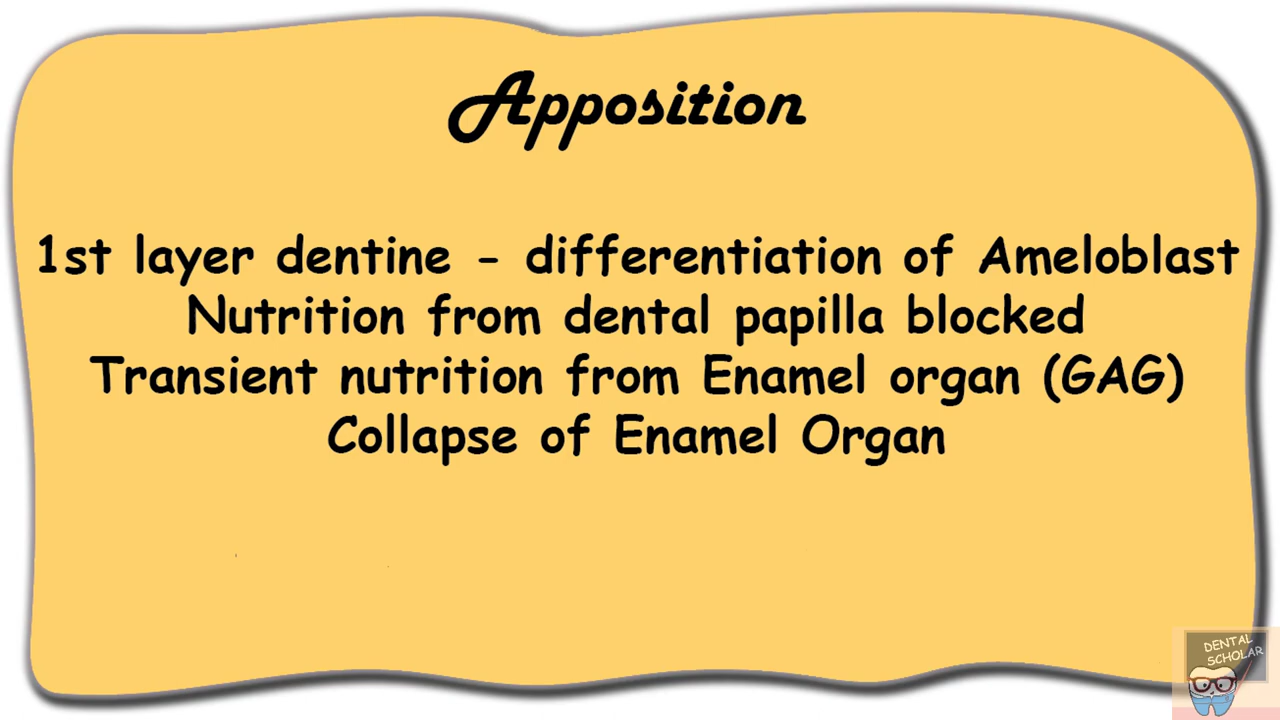 Apposition
1st layer dentine - differentiation of Ameloblast
Nutrition from dental papilla blocked
Transient nutrition from Enamel organ (GAG)
Collapse of Enamel Organ
DENTAL
SCHOLAR